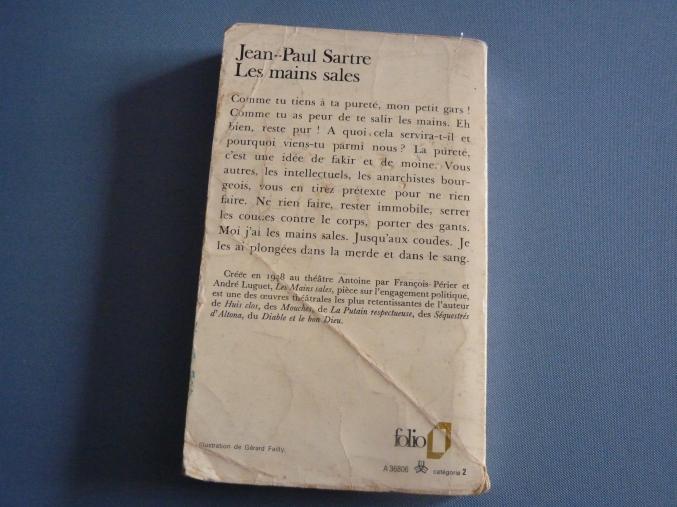 Jean-Paul Sartre
Les mains sales
Comme tu tiens à ta pureté, mon petit gars !
Comme tu as peur de te salir les mains. Eh
bien, reste pur ! A quoi cela servira-t-il et
pourquoi viens-tu parmi nous ? La pureté,
c'est une idée de fakir et de moine. Vous
autres, les intellectuels, les anarchistes bour-
geois, vous en tirez prétexte pour ne rien
faire. Ne rien faire, rester immobile, serrer
les coudes contre le corps, porter des gants.
Moi j'ai les mains sales. Jusqu'aux coudes. Je
les ai plongées dans la merde et dans le sang.
Créée en 1948 au théâtre Antoine par François Périer et
André Luguet, Les Mains sales, pièce sur l'engagement politique,
est une des œuvres théâtrales les plus retentissantes de l'auteur
de Huis clos, des Mouches, de La Putain respectueuse, des Séquestrés
d'Altona, du Diable et le bon Dieu.
Illustration de Gérard Failly.
folio
A 36806 catégorie 2